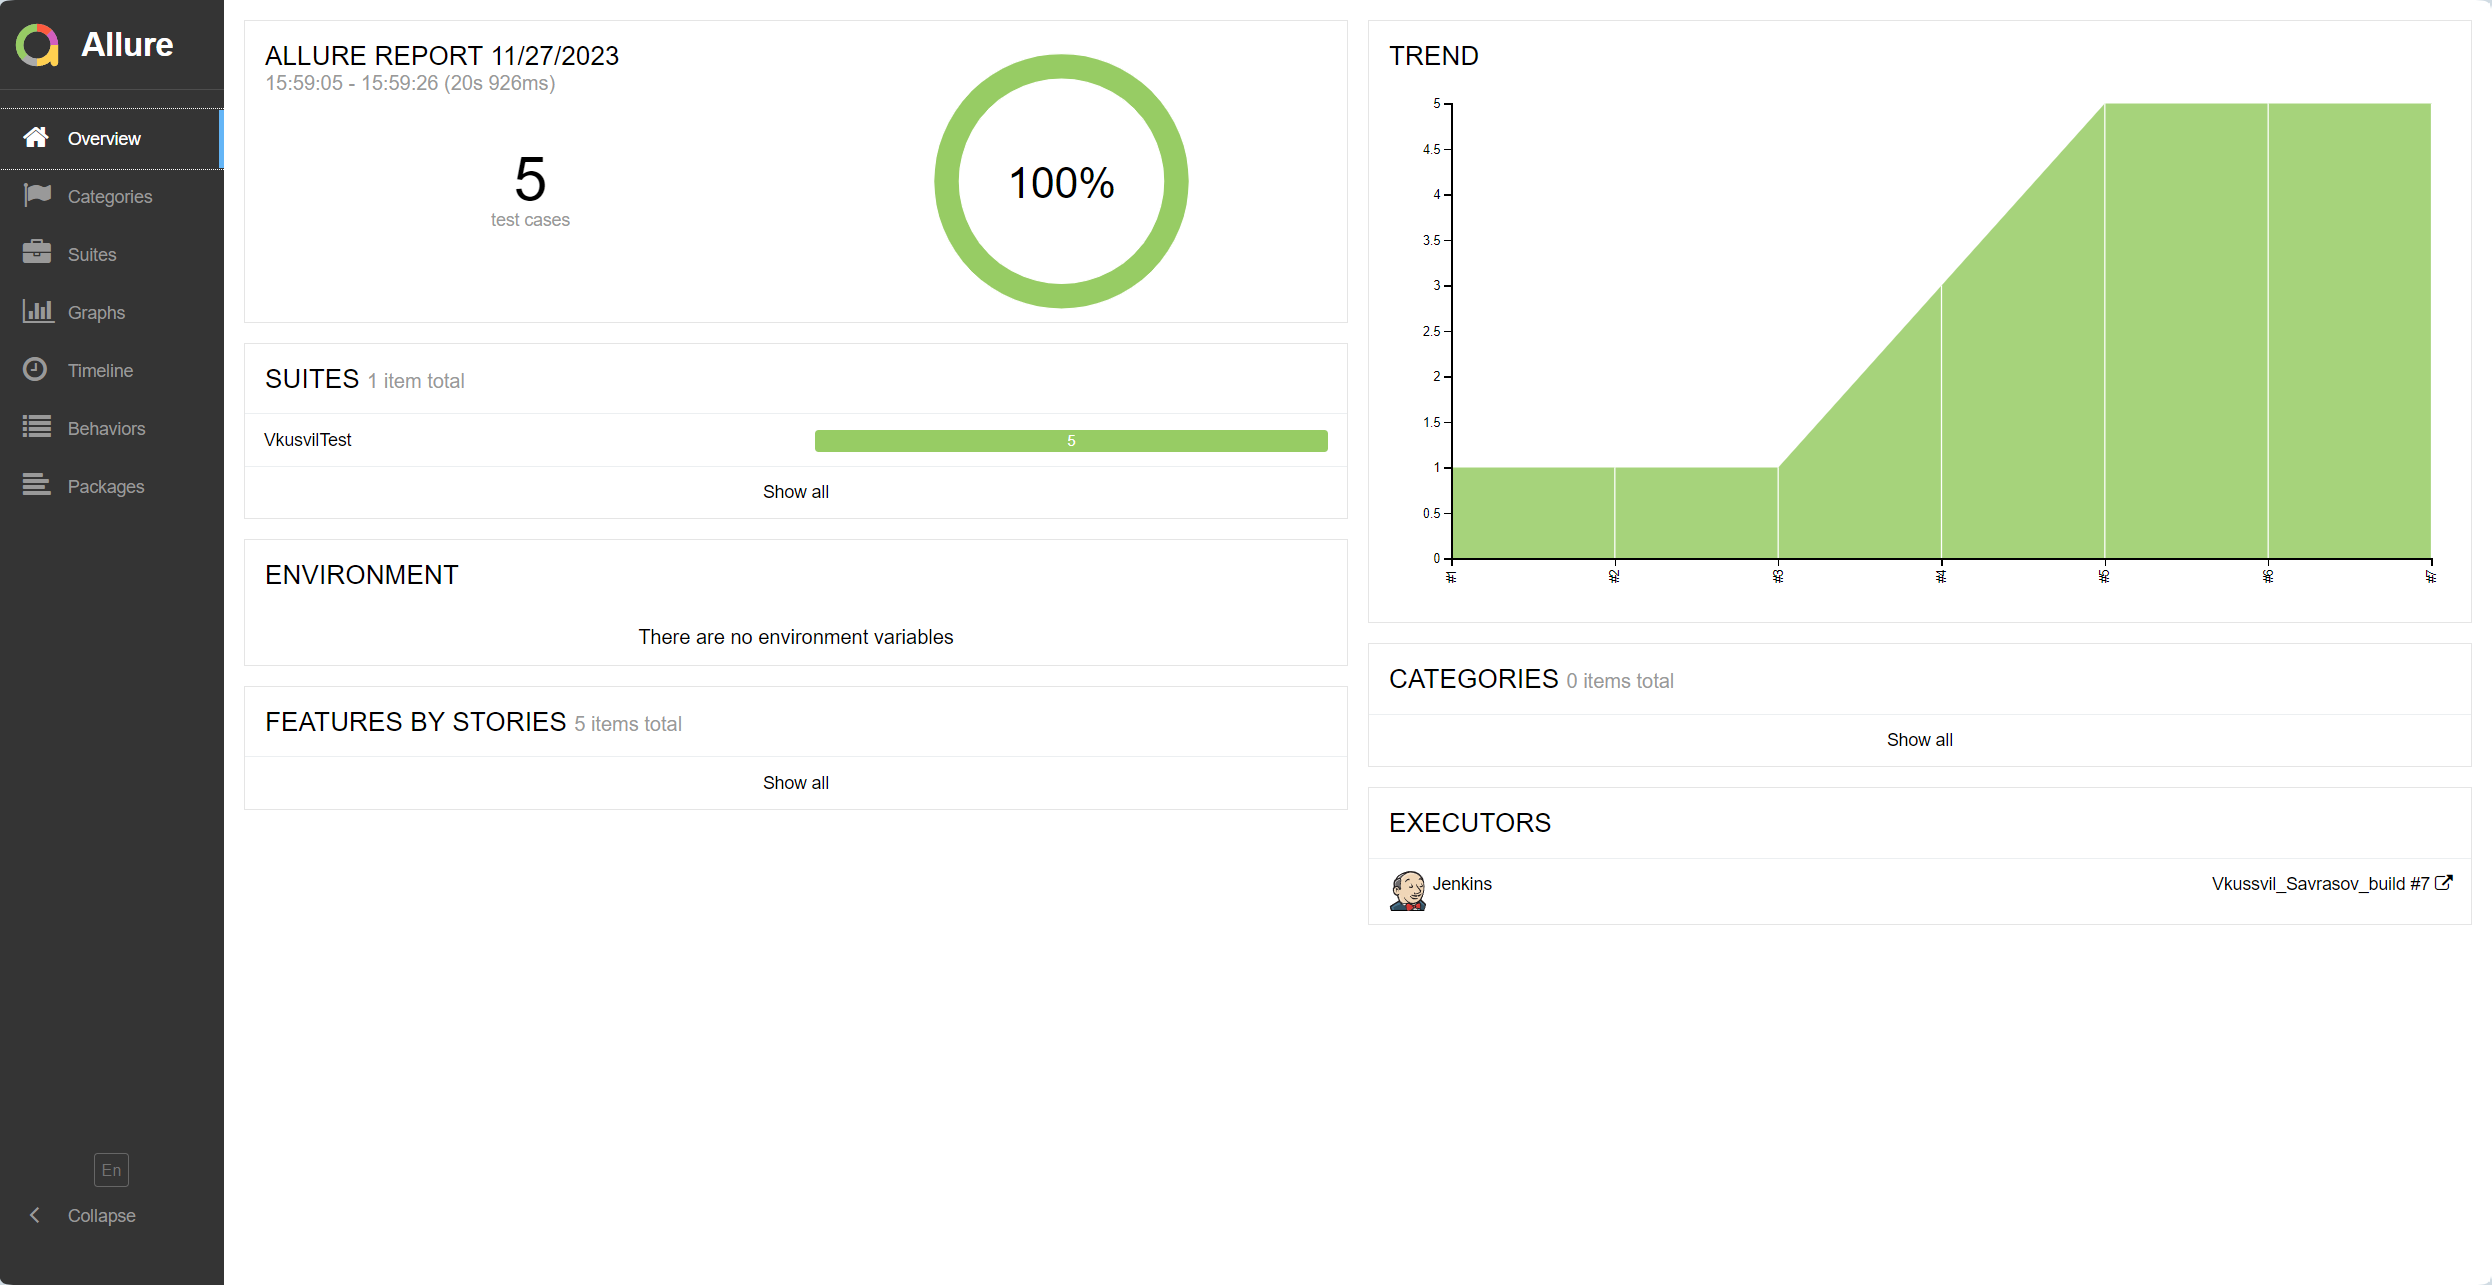 Allure
Overview
Categories
Suites
Graphs
Timeline
Behaviors
Packages
En
Collapse
ALLURE REPORT 11/27/2023
15:59:05 - 15:59:26 (20s 926ms)
5
test cases
100%
SUITES 1 item total
VkusvilTest 5
Show all
ENVIRONMENT
There are no environment variables
FEATURES BY STORIES 5 items total
Show all
TREND
5
4.5
4
3.5
3
2.5
2
1.5
1
0.5
0
#1 #2 #3 #4 #5 #6 #7
CATEGORIES 0 items total
Show all
EXECUTORS
Jenkins Vkussvil_Savrasov_build #7